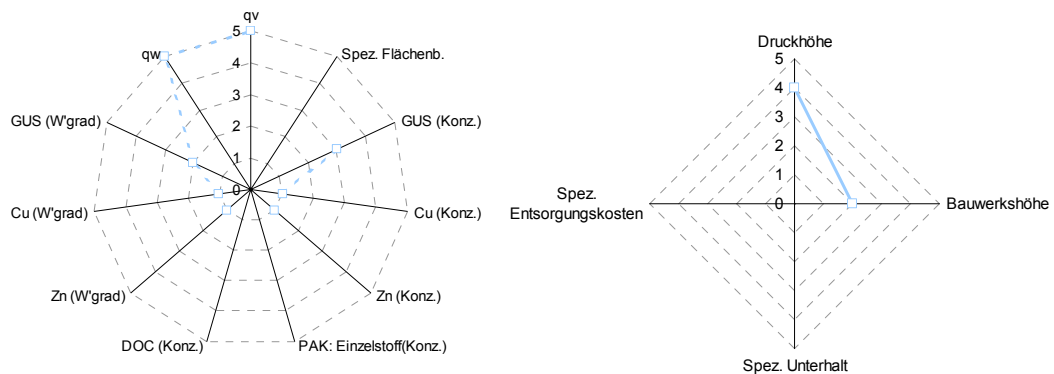 qv
5
Spez. Flächenb.
qw
4
3
GUS (W'grad)
GUS (Konz.)
2
1
0
Cu (W'grad)
Cu (Konz.)
Zn (W'grad)
Zn (Konz.)
DOC (Konz.)
PAK: Einzelstoff(Konz.)
Druckhöhe
5
4
3
2
1
0
Spez.
Entsorgungskosten
Bauwerkshöhe
Spez. Unterhalt